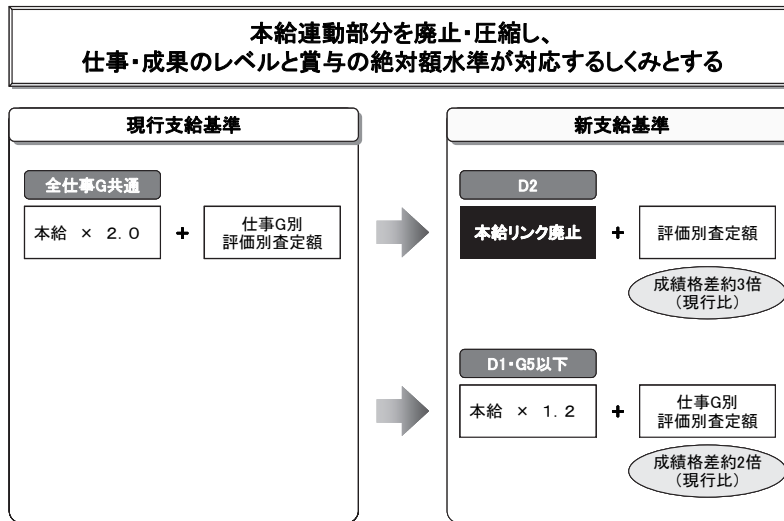 本給連動部分を廃止・圧縮し、
仕事・成果のレベルと賞与の絶対額水準が対応するしくみとする
現行支給基準
全仕事G共通
本給 × 2.0 + 仕事G別
評価別査定額
新支給基準
D2
本給リンク廃止 + 評価別査定額
成績格差約3倍
(現行比)
D1・G5以下
本給 × 1.2 + 仕事G別
評価別査定額
成績格差約2倍
(現行比)